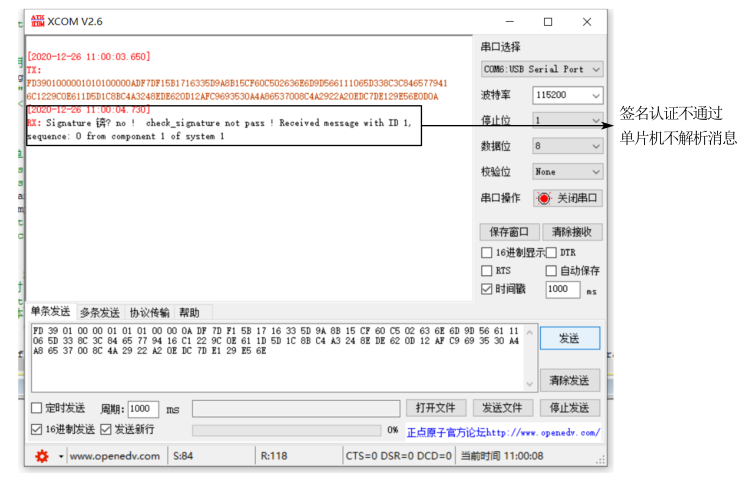 XCOM V2.6
[2020-12-26 11:00:03.650]
TX:
FD390100000101010000​0ADF7DF15B1716335D9A8B15CF60C502636E6D9D566111065D338C3C846577941
6C1229C0E611D5D1C8BC4A3248EDE620D12AFC9693530A4A86537008C4A2922A20EDC7DE129E56E0D0A
[2020-12-26 11:00:04.730]
RX: Signature 锛? no ! check_signature not pass ! Received message with ID 1,
sequence: 0 from component 1 of system 1
签名认证不通过
单片机不解析消息
串口选择
COM6:USB Serial Port
波特率 115200
停止位 1
数据位 8
校验位 None
串口操作 关闭串口
保存窗口 清除接收
16进制显示 DTR
RTS 自动保存
时间戳 1000 ms
单条发送 多条发送 协议传输 帮助
FD 39 01 00 00 01 01 01 00 00 0A DF 7D F1 5B 17 16 33 5D 9A 8B 15 CF 60 C5 02 63 6E 6D 9D 56 61 11
06 5D 33 8C 3C 84 65 77 94 16 C1 22 9C 0E 61 1D 5D 1C 8B C4 A3 24 8E DE 62 0D 12 AF C9 69 35 30 A4
A8 65 37 00 8C 4A 29 22 A2 0E DC 7D E1 29 E5 6E
发送
清除发送
定时发送 周期: 1000 ms 打开文件 发送文件 停止发送
16进制发送 发送新行 0% 正点原子官方论坛http://www.openedv.com/
www.openedv.com S:84 R:118 CTS=0 DSR=0 DCD=0 当前时间 11:00:08